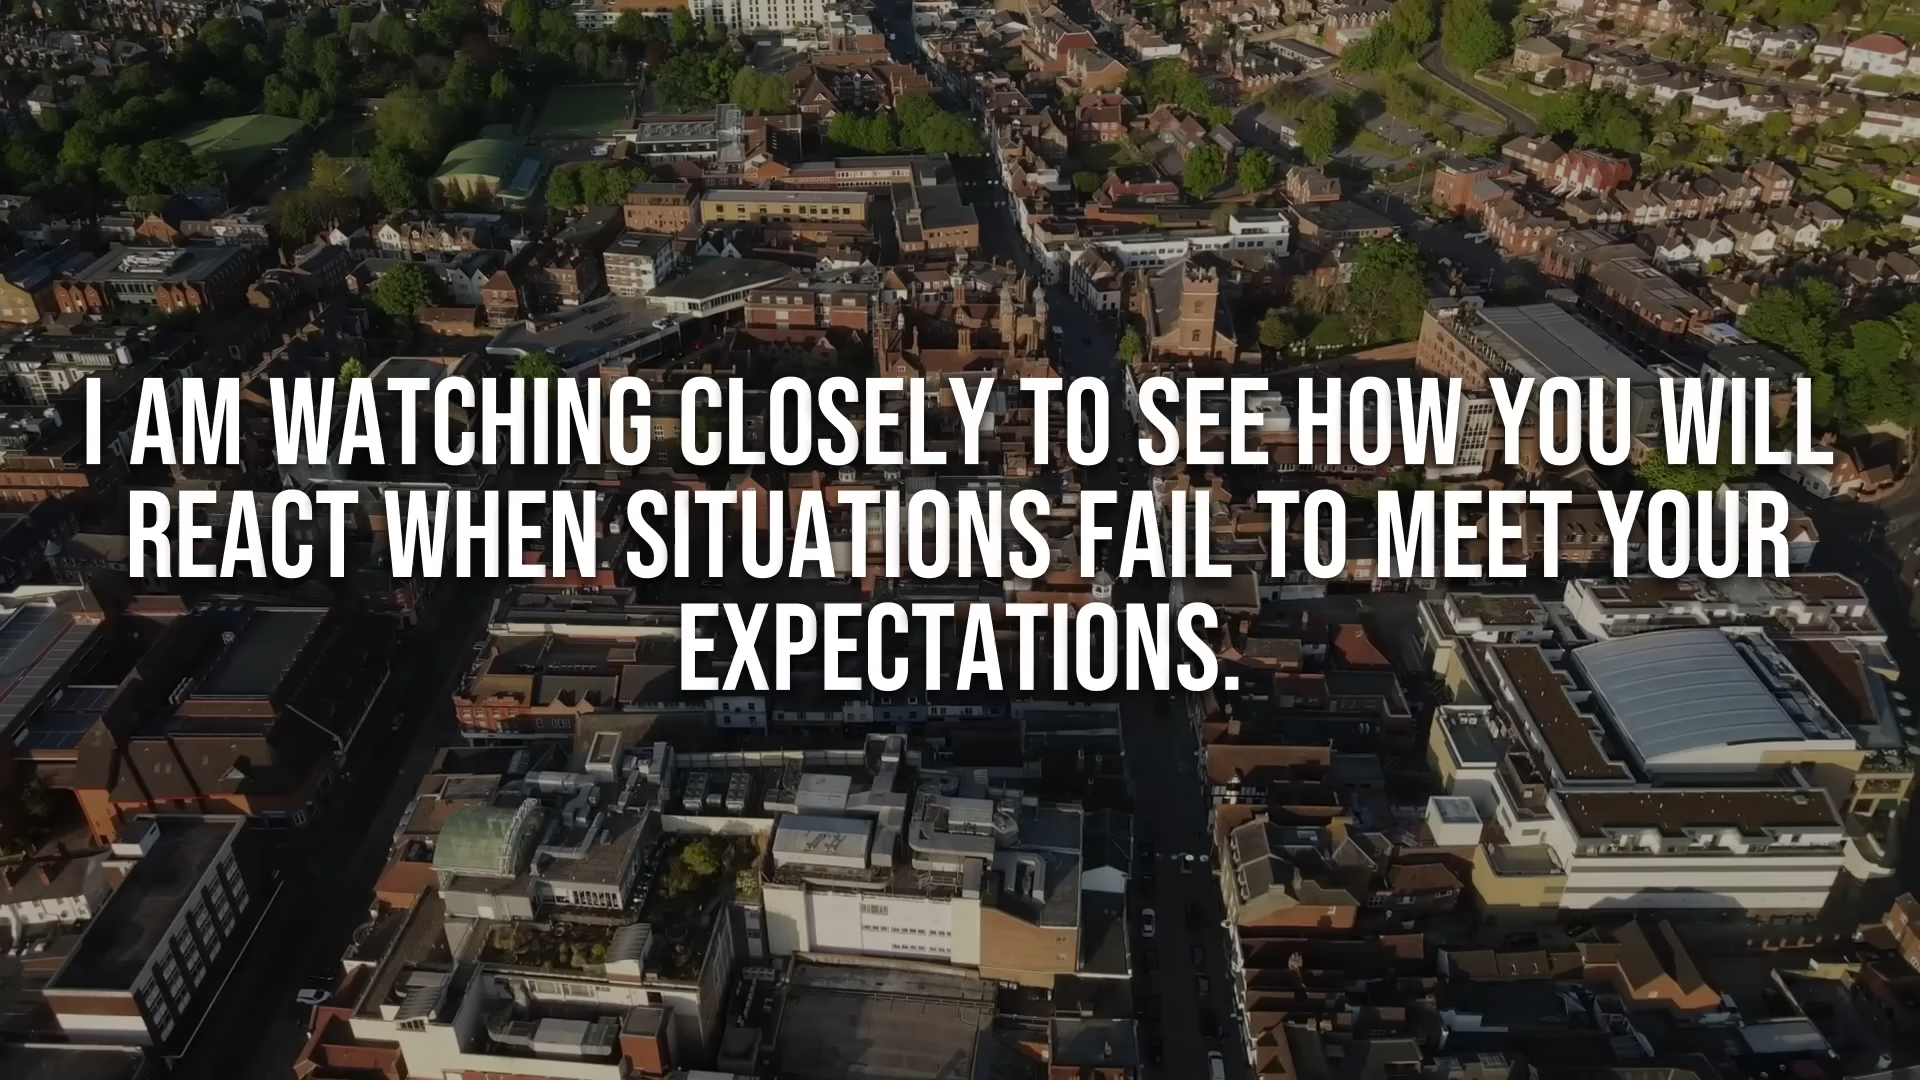 I AM WATCHING CLOSELY TO SEE HOW YOU WILL
REACT WHEN SITUATIONS FAIL TO MEET YOUR
EXPECTATIONS.